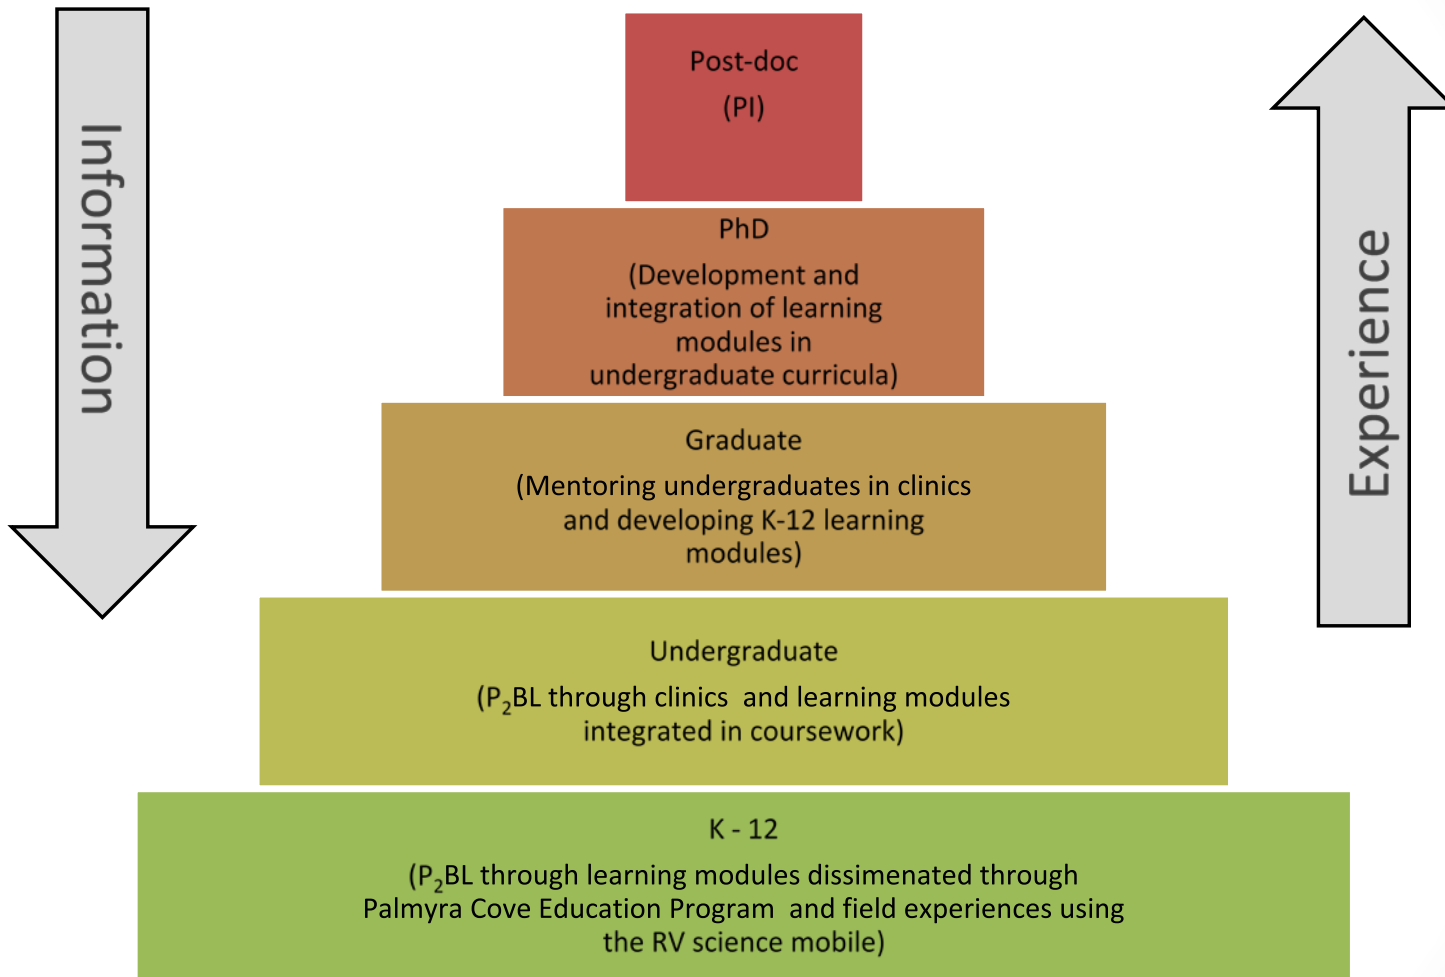 Information
Experience
Post-doc
(PI)
PhD
(Development and
integration of learning
modules in
undergraduate curricula)
Graduate
(Mentoring undergraduates in clinics
and developing K-12 learning
modules)
Undergraduate
(P₂BL through clinics  and learning modules
integrated in coursework)
K - 12
(P₂BL through learning modules dissimenated through
Palmyra Cove Education Program  and field experiences using
the RV science mobile)